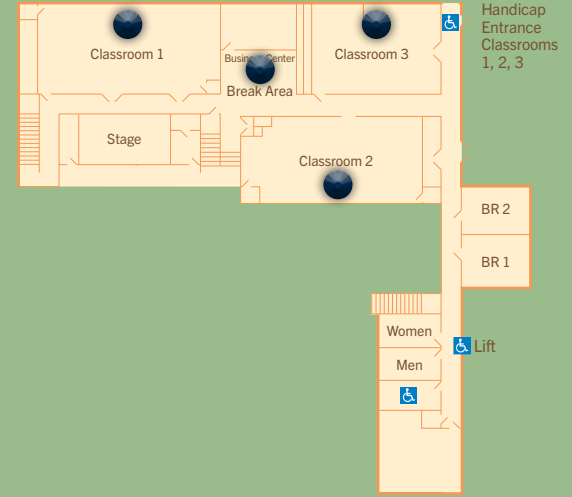 Handicap
Entrance
Classrooms
1, 2, 3
Classroom 1
Classroom 3
Center
Break Area
Stage
Classroom 2
BR 2
BR 1
Women
Lift
Men